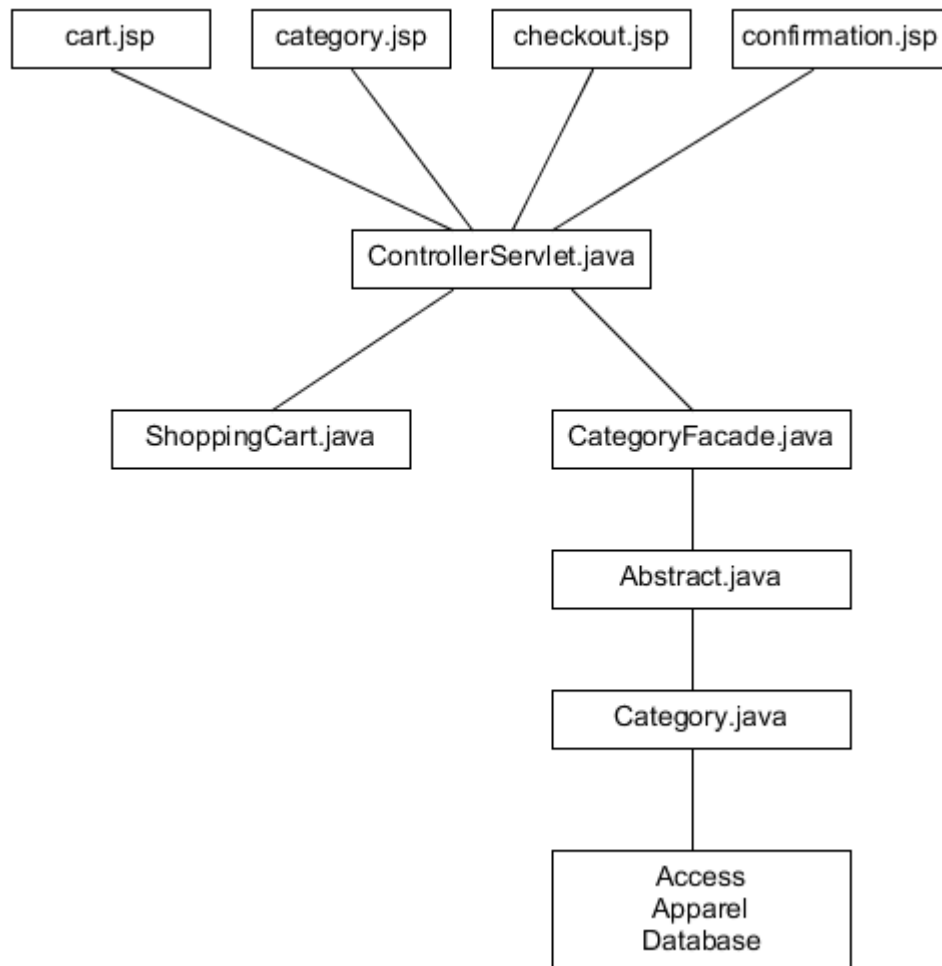 cart.jsp
category.jsp
checkout.jsp
confirmation.jsp
ControllerServlet.java
ShoppingCart.java
CategoryFacade.java
Abstract.java
Category.java
Access
Apparel
Database